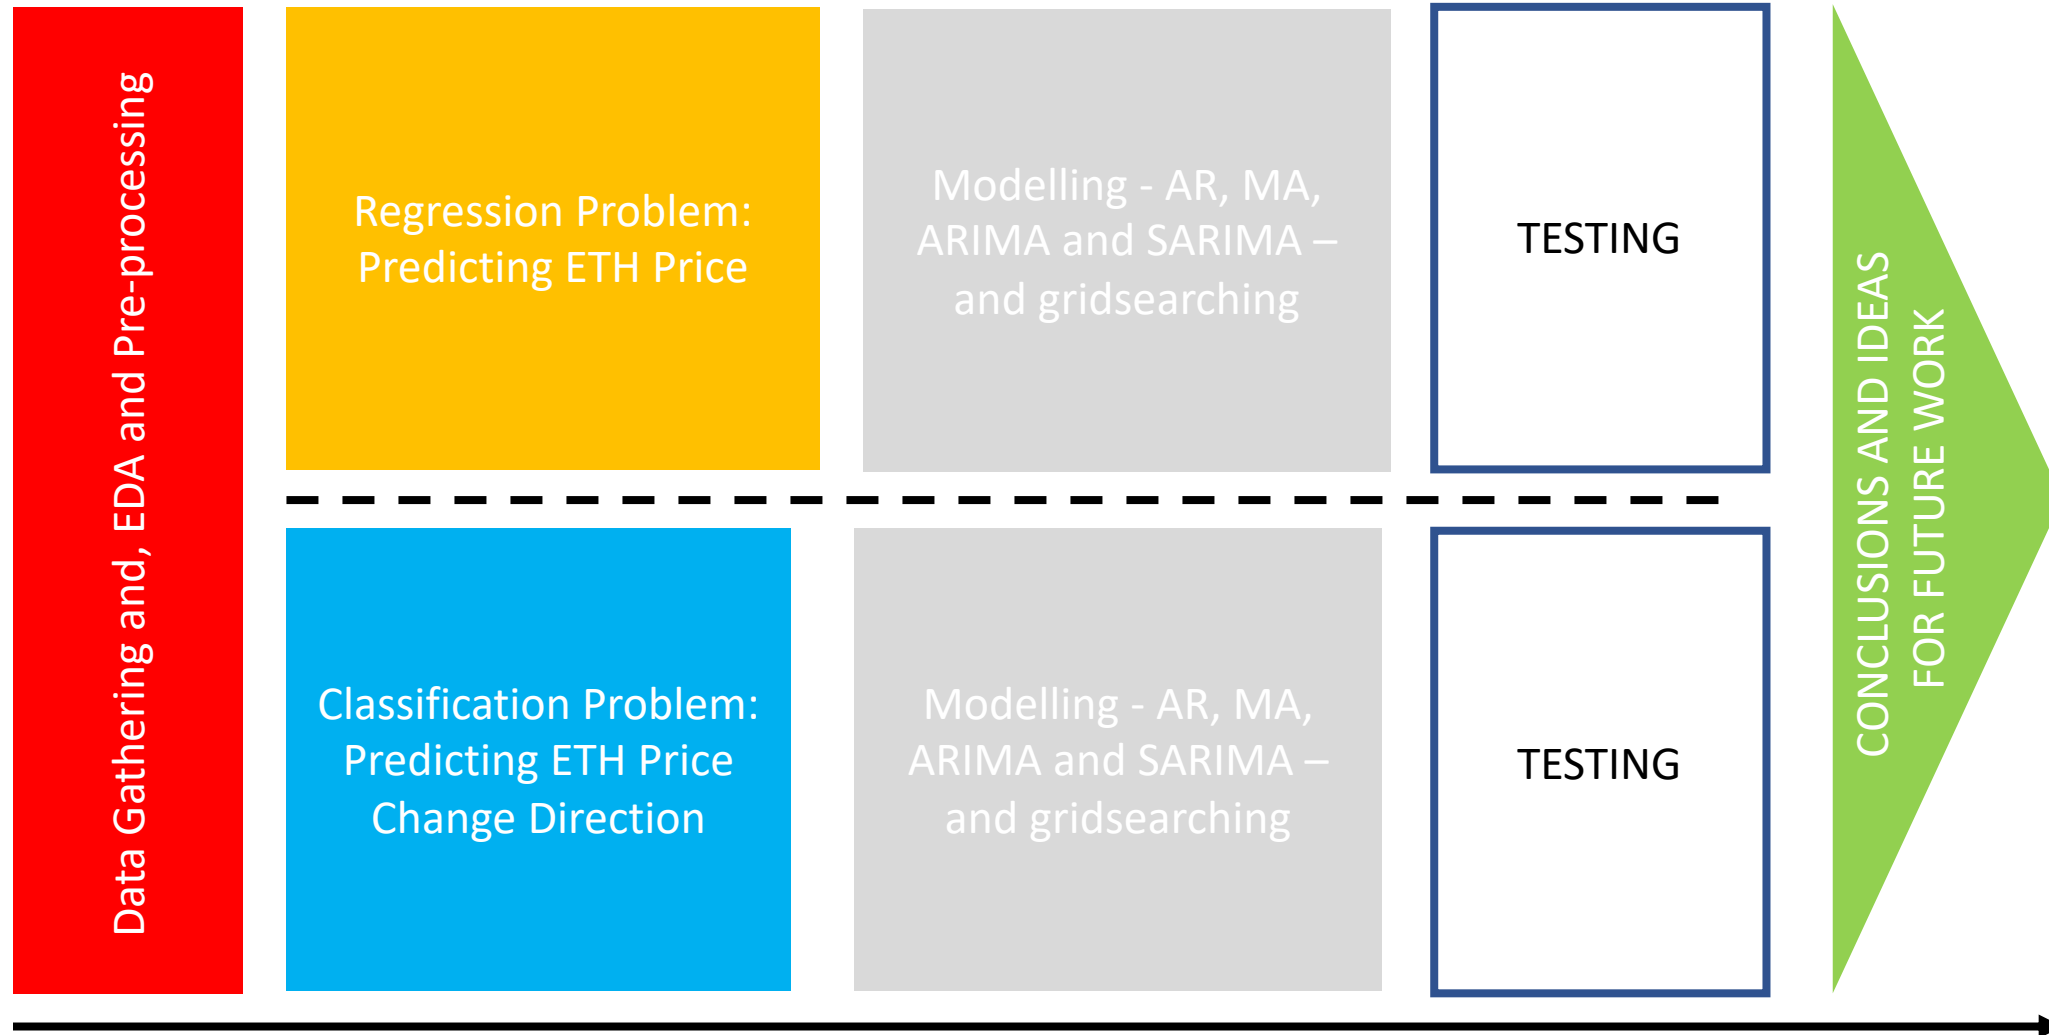 Data Gathering and, EDA and Pre-processing
Regression Problem:
Predicting ETH Price
Modelling - AR, MA,
ARIMA and SARIMA –
and gridsearching
TESTING
Classification Problem:
Predicting ETH Price
Change Direction
Modelling - AR, MA,
ARIMA and SARIMA –
and gridsearching
TESTING
CONCLUSIONS AND IDEAS
FOR FUTURE WORK